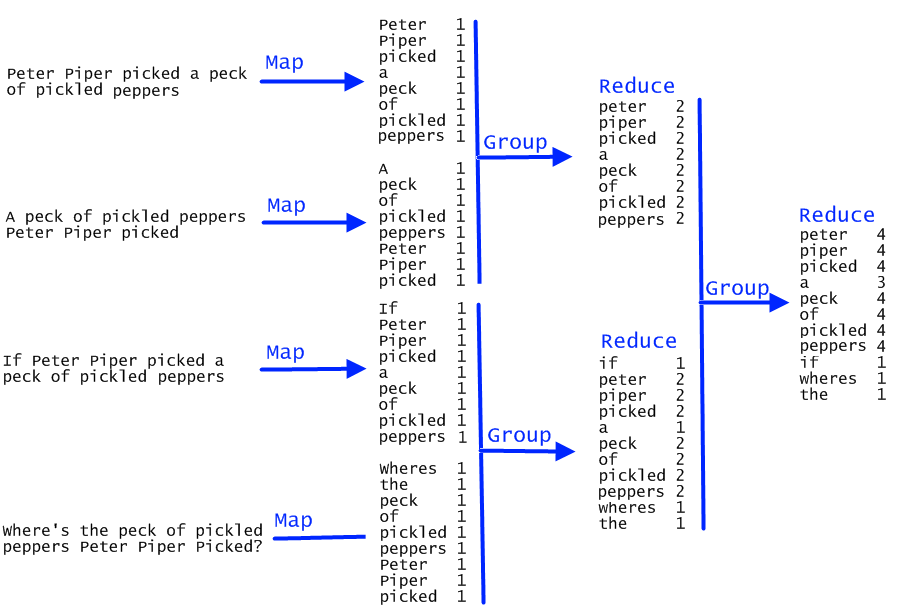 Peter Piper picked a peck
of pickled peppers
Map
Peter 1
Piper 1
picked 1
a 1
peck 1
of 1
pickled 1
peppers 1
A peck of pickled peppers
Peter Piper picked
Map
A 1
peck 1
of 1
pickled 1
peppers 1
Peter 1
Piper 1
picked 1
Group
Reduce
peter 2
piper 2
picked 2
a 2
peck 2
of 2
pickled 2
peppers 2
If Peter Piper picked a
peck of pickled peppers
Map
If 1
Peter 1
Piper 1
picked 1
a 1
peck 1
of 1
pickled 1
peppers 1
Where's the peck of pickled
peppers Peter Piper Picked?
Map
Wheres 1
the 1
peck 1
of 1
pickled 1
peppers 1
Peter 1
Piper 1
picked 1
Group
Reduce
if 1
peter 2
piper 2
picked 2
a 1
peck 2
of 2
pickled 2
peppers 2
wheres 1
the 1
Group
Reduce
peter 4
piper 4
picked 4
a 3
peck 4
of 4
pickled 4
peppers 4
if 1
wheres 1
the 1